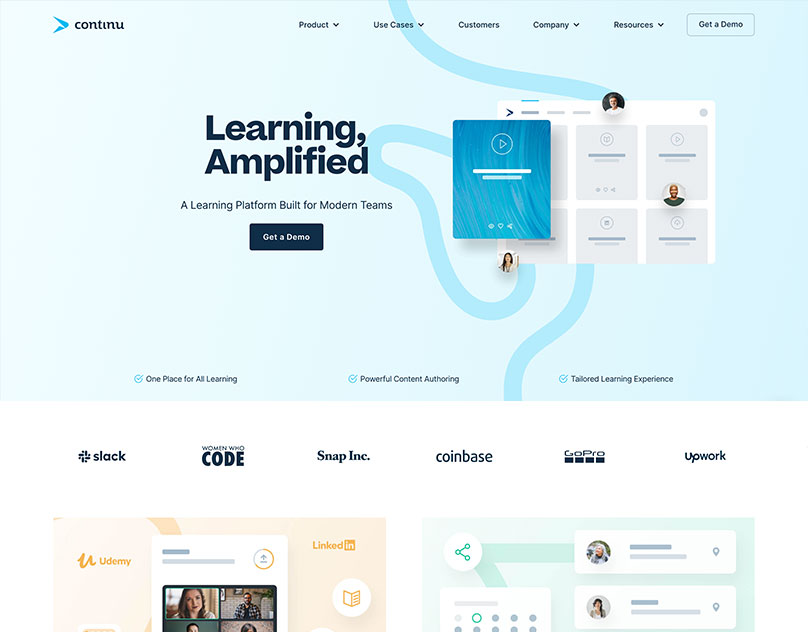 continu
Product
Use Cases
Customers
Company
Resources
Get a Demo
Learning,
Amplified
A Learning Platform Built for Modern Teams
Get a Demo
One Place for All Learning
Powerful Content Authoring
Tailored Learning Experience
slack
WOMEN WHO
CODE
Snap Inc.
coinbase
GoPro
upwork
Udemy
Linked in